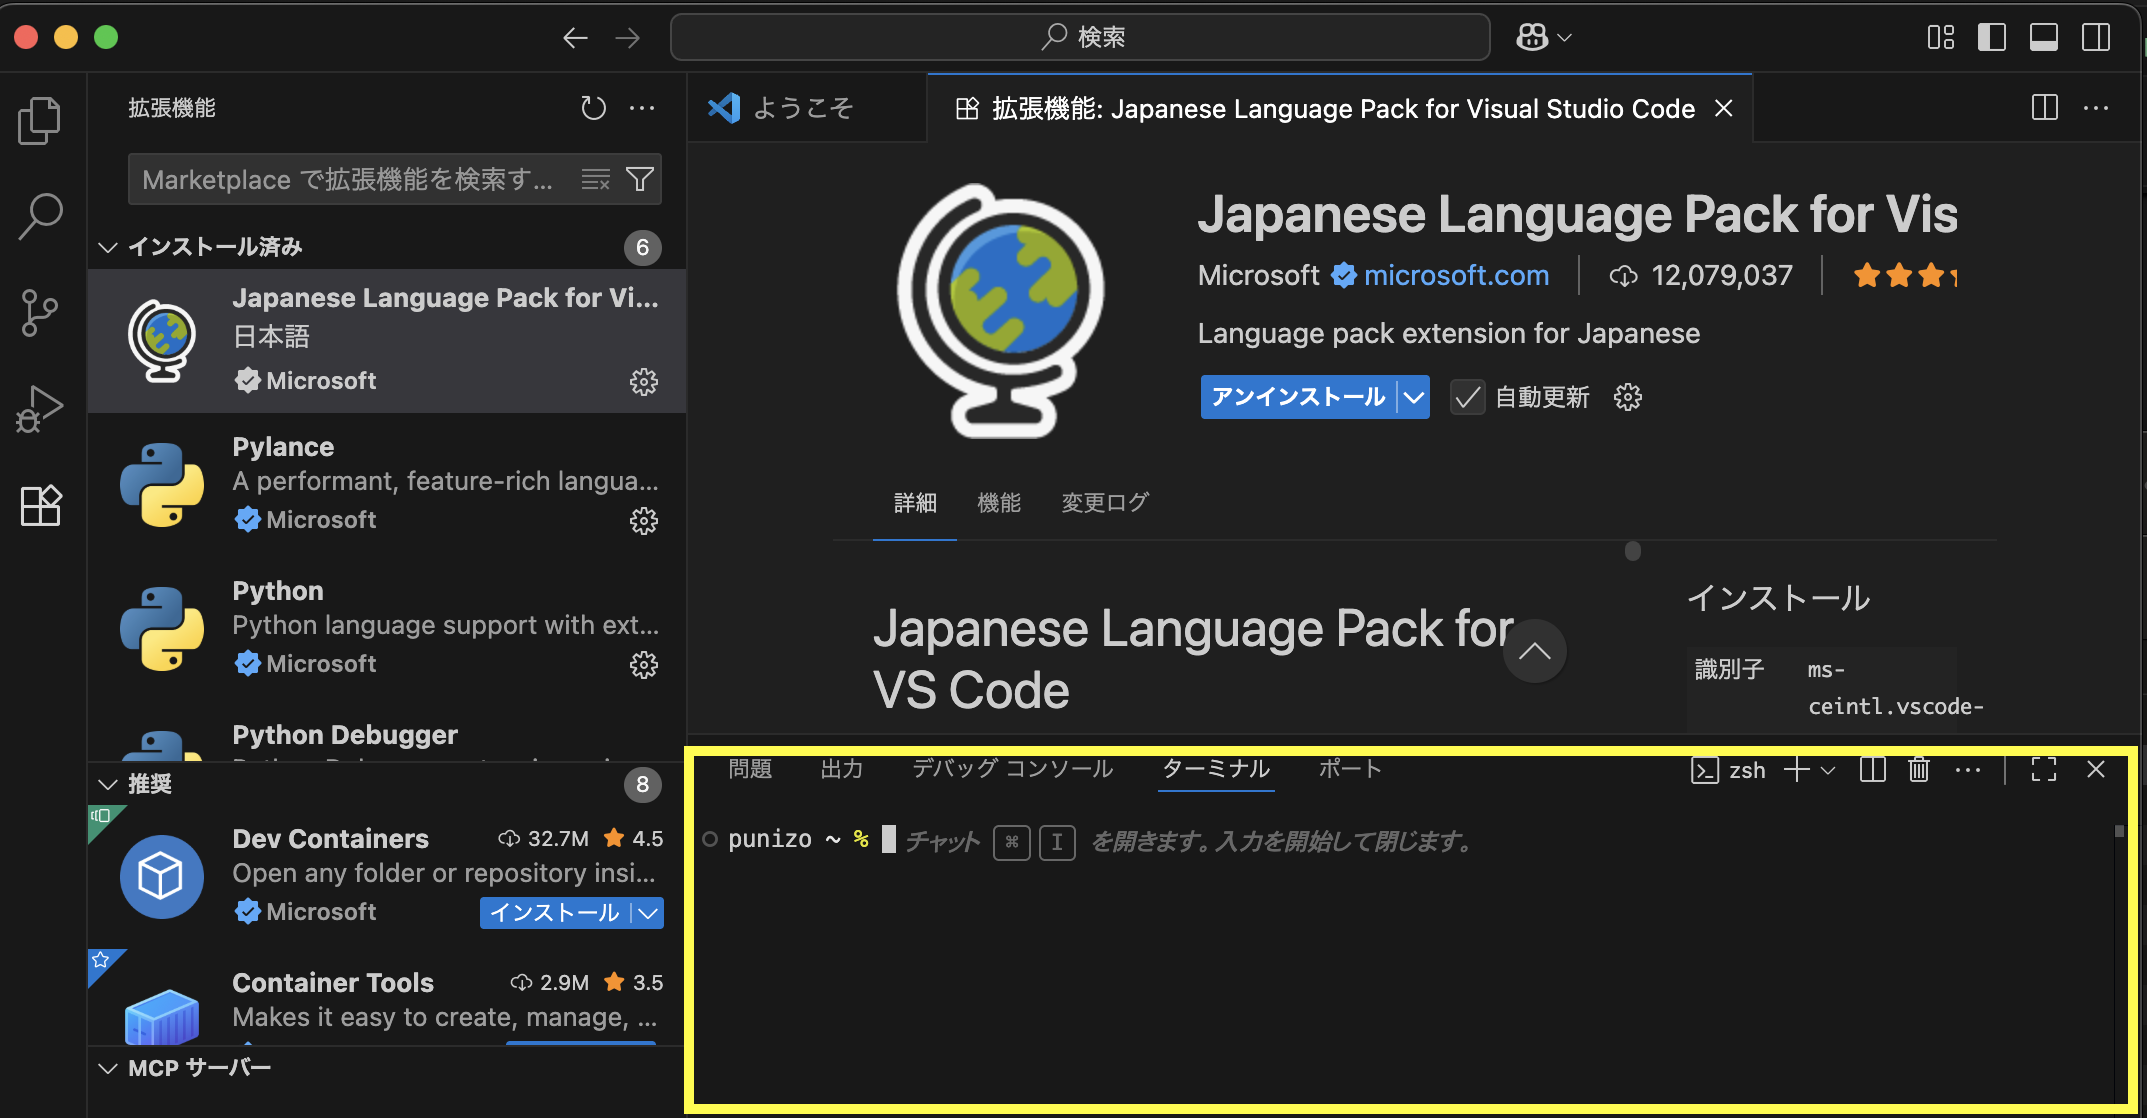 検索
拡張機能
Marketplace で拡張機能を検索す...
インストール済み 6
Japanese Language Pack for Vi...
日本語
Microsoft
Pylance
A performant, feature-rich langua...
Microsoft
Python
Python language support with ext...
Microsoft
Python Debugger
推奨 8
Dev Containers 32.7M 4.5
Open any folder or repository insi...
Microsoft インストール
Container Tools 2.9M 3.5
Makes it easy to create, manage, ...
MCP サーバー
ようこそ
拡張機能: Japanese Language Pack for Visual Studio Code
Japanese Language Pack for Vis
Microsoft microsoft.com 12,079,037
Language pack extension for Japanese
アンインストール 自動更新
詳細 機能 変更ログ
Japanese Language Pack for
VS Code
インストール
識別子 ms-
ceintl.vscode-
問題 出力 デバッグ コンソール ターミナル ポート zsh
punizo ~ % チャット ⌘ I を開きます。入力を開始して閉じます。